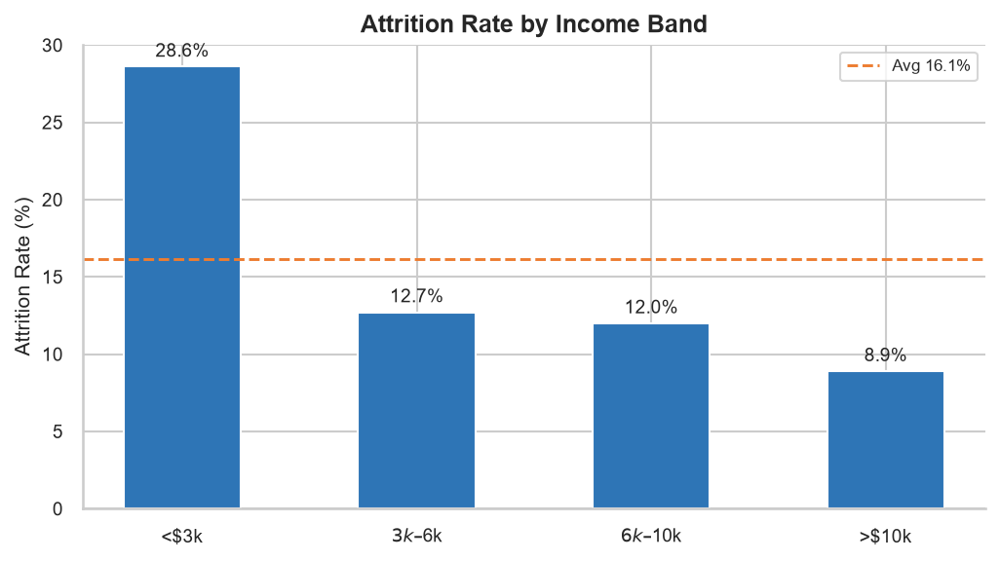 Attrition Rate by Income Band
30
25
20
15
10
5
0
Attrition Rate (%)
28.6%
12.7%
12.0%
8.9%
Avg 16.1%
<$3k
3k–6k
6k–10k
>$10k